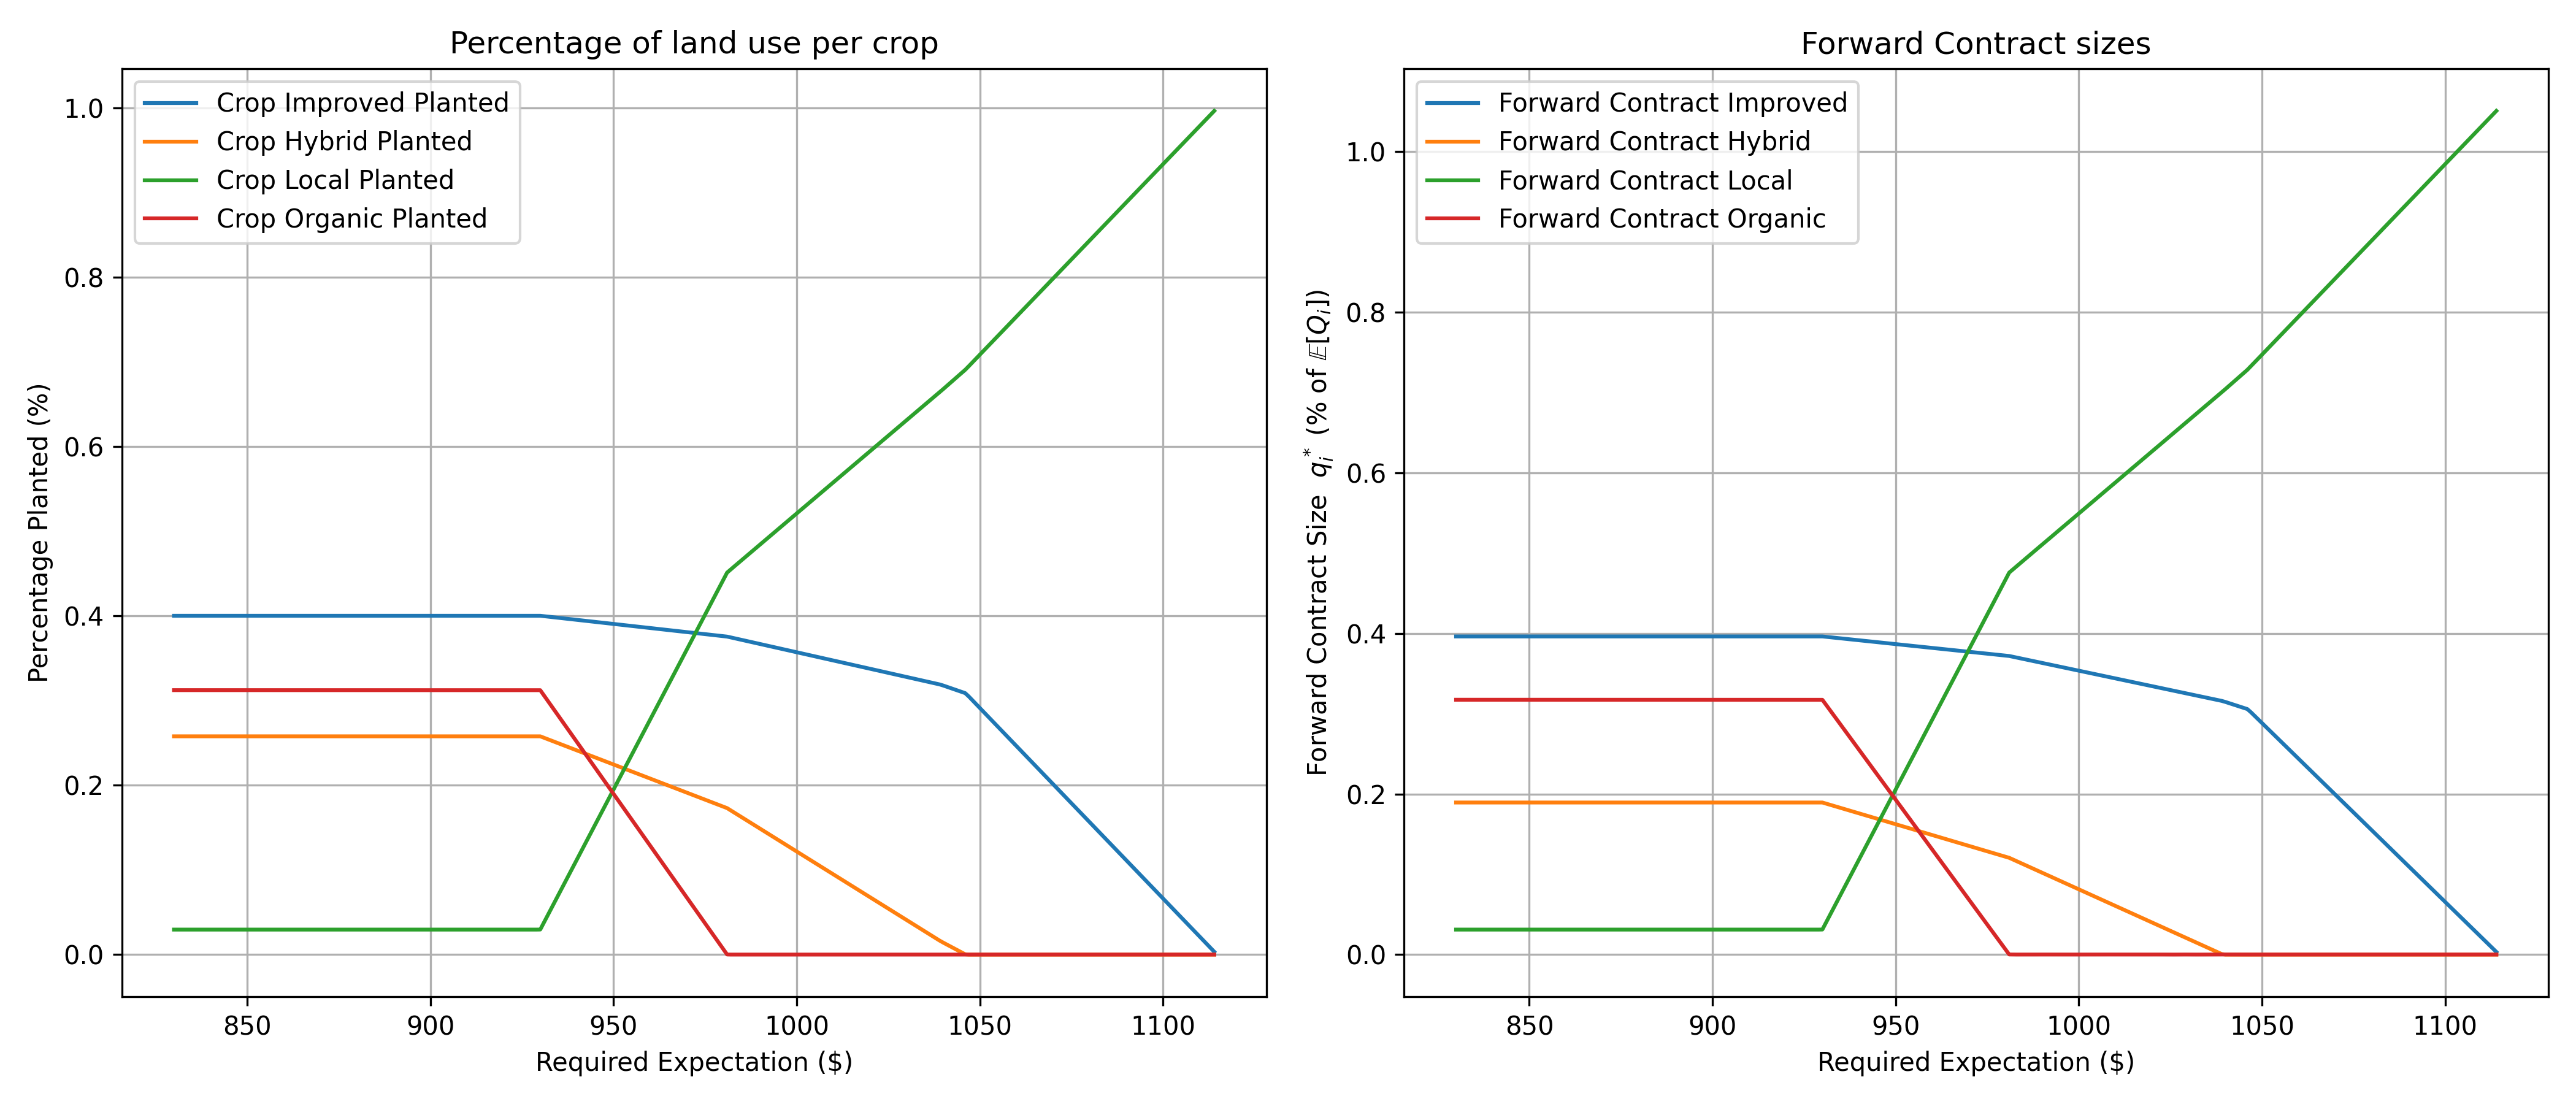 Percentage of land use per crop
Crop Improved Planted
Crop Hybrid Planted
Crop Local Planted
Crop Organic Planted
Percentage Planted (%)
1.0
0.8
0.6
0.4
0.2
0.0
850 900 950 1000 1050 1100
Required Expectation ($)
Forward Contract sizes
Forward Contract Improved
Forward Contract Hybrid
Forward Contract Local
Forward Contract Organic
Forward Contract Size $q_i^*$ (% of $\mathbb{E}[Q_i]$)
1.0
0.8
0.6
0.4
0.2
0.0
850 900 950 1000 1050 1100
Required Expectation ($)